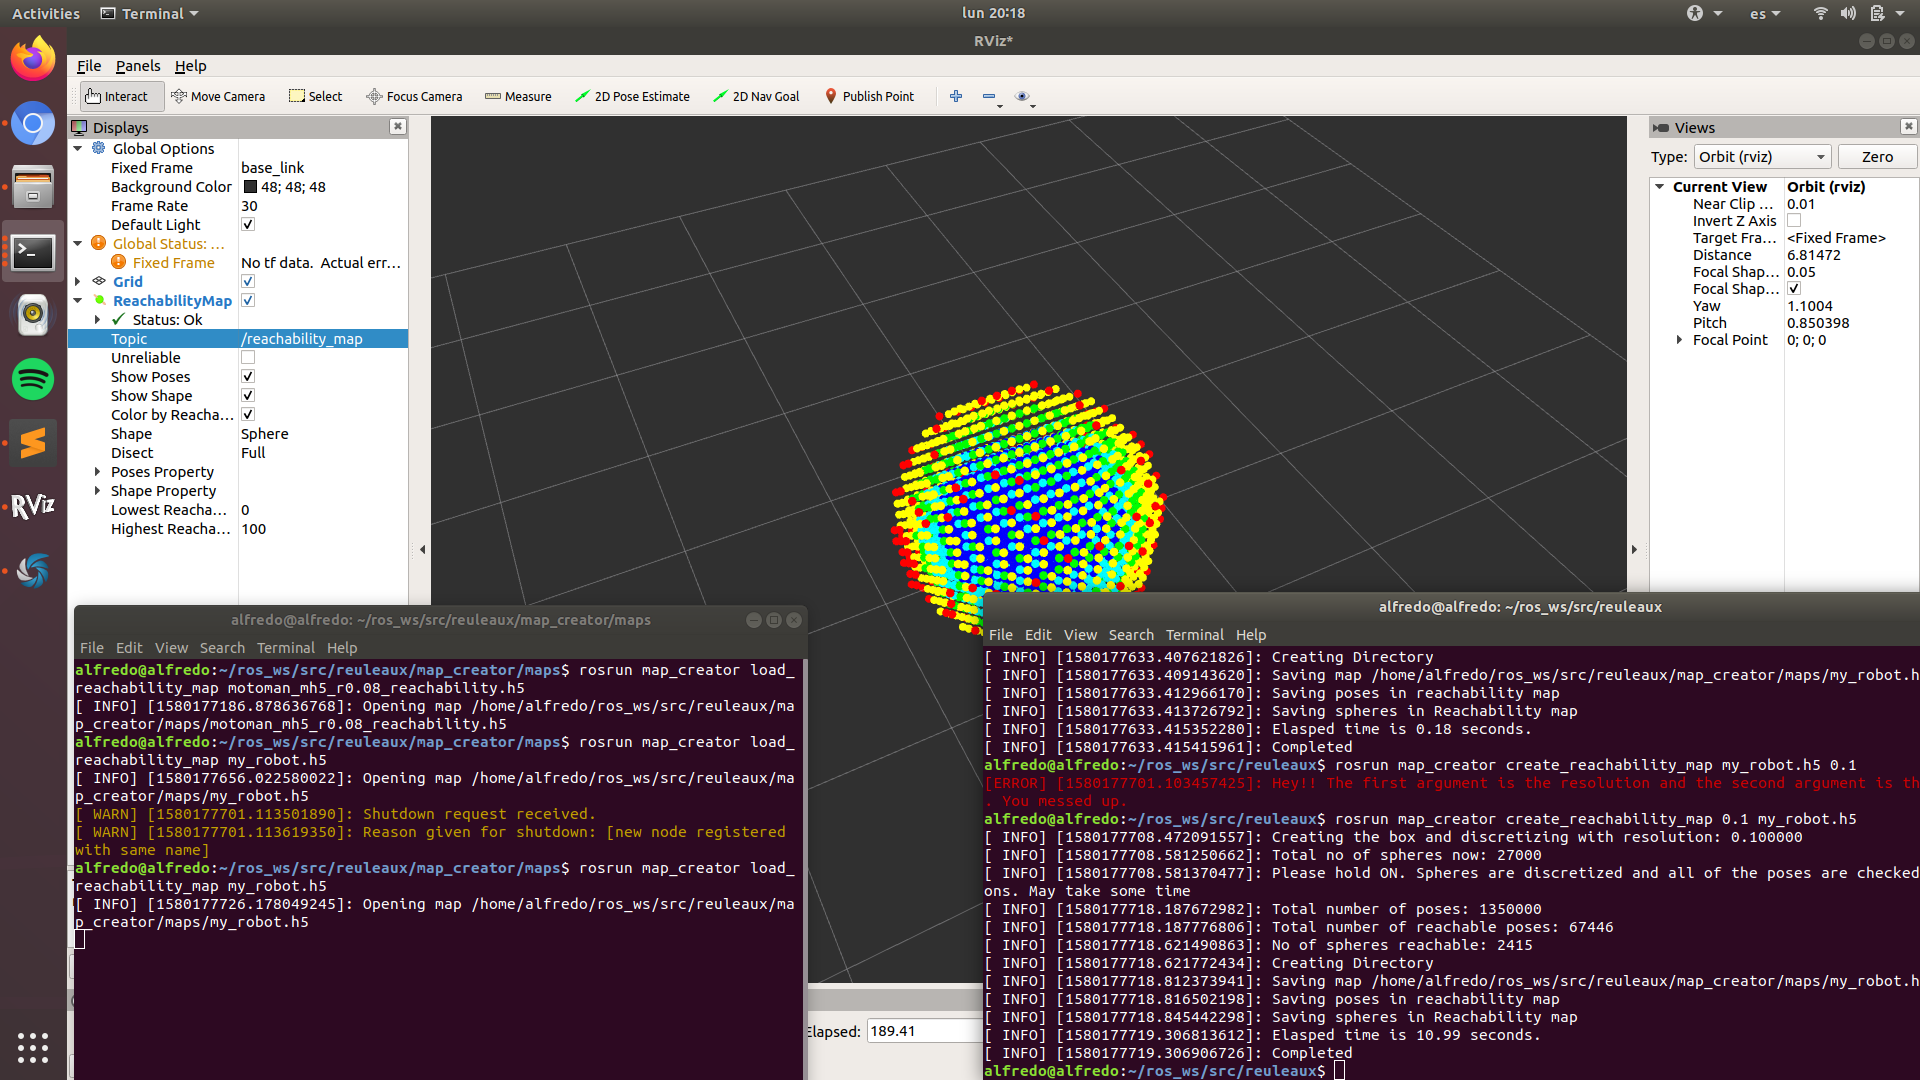 Activities
Terminal
lun 20:18
es
RViz*
File Panels Help
Interact Move Camera Select Focus Camera Measure 2D Pose Estimate 2D Nav Goal Publish Point
Displays
Global Options
Fixed Frame base_link
Background Color 48; 48; 48
Frame Rate 30
Default Light
Global Status: ...
Fixed Frame No tf data. Actual err...
Grid
ReachabilityMap
Status: Ok
Topic /reachability_map
Unreliable
Show Poses
Show Shape
Color by Reacha...
Shape Sphere
Disect Full
Poses Property
Shape Property
Lowest Reacha... 0
Highest Reacha... 100
Views
Type: Orbit (rviz) Zero
Current View Orbit (rviz)
Near Clip ... 0.01
Invert Z Axis
Target Fra... <Fixed Frame>
Distance 6.81472
Focal Shap... 0.05
Focal Shap...
Yaw 1.1004
Pitch 0.850398
Focal Point 0; 0; 0
RViz
alfredo@alfredo: ~/ros_ws/src/reuleaux/map_creator/maps
File Edit View Search Terminal Help
alfredo@alfredo:~/ros_ws/src/reuleaux/map_creator/maps$ rosrun map_creator load_
reachability_map motoman_mh5_r0.08_reachability.h5
[ INFO] [1580177186.878636768]: Opening map /home/alfredo/ros_ws/src/reuleaux/ma
p_creator/maps/motoman_mh5_r0.08_reachability.h5
alfredo@alfredo:~/ros_ws/src/reuleaux/map_creator/maps$ rosrun map_creator load_
reachability_map my_robot.h5
[ INFO] [1580177656.022580022]: Opening map /home/alfredo/ros_ws/src/reuleaux/ma
p_creator/maps/my_robot.h5
[ WARN] [1580177701.113501890]: Shutdown request received.
[ WARN] [1580177701.113619350]: Reason given for shutdown: [new node registered
with same name]
alfredo@alfredo:~/ros_ws/src/reuleaux/map_creator/maps$ rosrun map_creator load_
reachability_map my_robot.h5
[ INFO] [1580177726.178049245]: Opening map /home/alfredo/ros_ws/src/reuleaux/ma
p_creator/maps/my_robot.h5
Elapsed: 189.41
alfredo@alfredo: ~/ros_ws/src/reuleaux
File Edit View Search Terminal Help
[ INFO] [1580177633.407621826]: Creating Directory
[ INFO] [1580177633.409143620]: Saving map /home/alfredo/ros_ws/src/reuleaux/map_creator/maps/my_robot.h
[ INFO] [1580177633.412966170]: Saving poses in reachability map
[ INFO] [1580177633.413726792]: Saving spheres in Reachability map
[ INFO] [1580177633.415352280]: Elasped time is 0.18 seconds.
[ INFO] [1580177633.415415961]: Completed
alfredo@alfredo:~/ros_ws/src/reuleaux$ rosrun map_creator create_reachability_map my_robot.h5 0.1
[ERROR] [1580177701.103457425]: Hey!! The first argument is the resolution and the second argument is th
. You messed up.
alfredo@alfredo:~/ros_ws/src/reuleaux$ rosrun map_creator create_reachability_map 0.1 my_robot.h5
[ INFO] [1580177708.472091557]: Creating the box and discretizing with resolution: 0.100000
[ INFO] [1580177708.581250662]: Total no of spheres now: 27000
[ INFO] [1580177708.581370477]: Please hold ON. Spheres are discretized and all of the poses are checked
ons. May take some time
[ INFO] [1580177718.187672982]: Total number of poses: 1350000
[ INFO] [1580177718.187776806]: Total number of reachable poses: 67446
[ INFO] [1580177718.621490863]: No of spheres reachable: 2415
[ INFO] [1580177718.621772434]: Creating Directory
[ INFO] [1580177718.812373941]: Saving map /home/alfredo/ros_ws/src/reuleaux/map_creator/maps/my_robot.h
[ INFO] [1580177718.816502198]: Saving poses in reachability map
[ INFO] [1580177718.845442298]: Saving spheres in Reachability map
[ INFO] [1580177719.306813612]: Elasped time is 10.99 seconds.
[ INFO] [1580177719.306906726]: Completed
alfredo@alfredo:~/ros_ws/src/reuleaux$